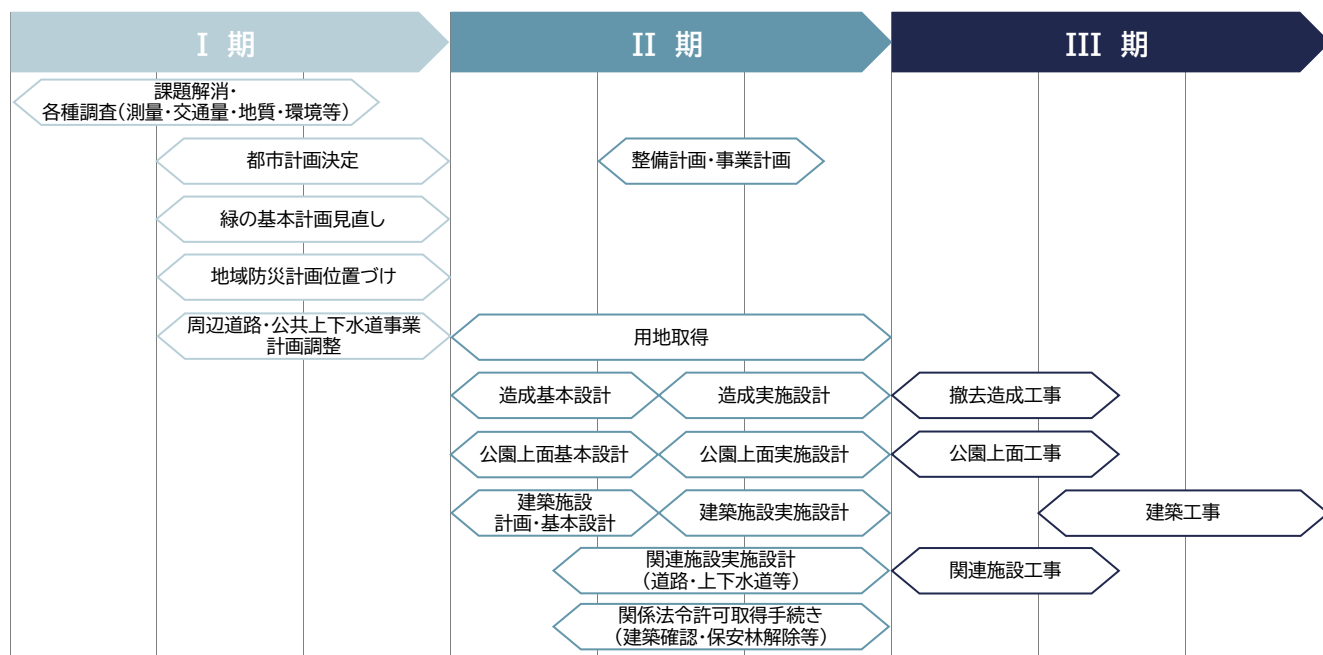 I 期
II 期
III 期
課題解消・
各種調査(測量・交通量・地質・環境等)
都市計画決定
整備計画・事業計画
緑の基本計画見直し
地域防災計画位置づけ
周辺道路・公共上下水道事業
計画調整
用地取得
造成基本設計
造成実施設計
撤去造成工事
公園上面基本設計
公園上面実施設計
公園上面工事
建築施設
計画・基本設計
建築施設実施設計
建築工事
関連施設実施設計
(道路・上下水道等)
関連施設工事
関係法令許可取得手続き
(建築確認・保安林解除等)